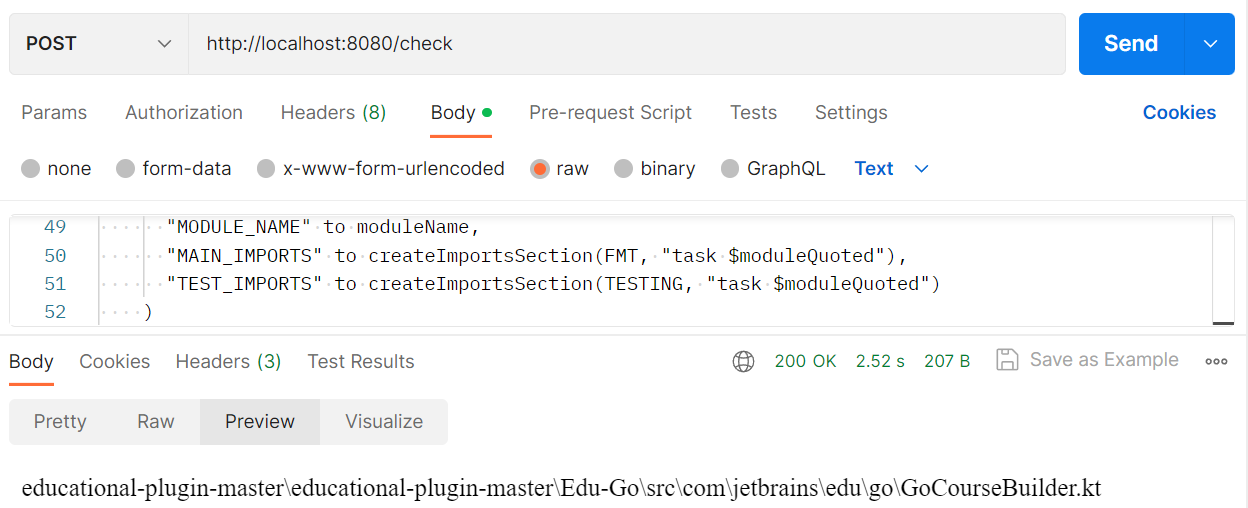 POST http://localhost:8080/check Send
Params Authorization Headers (8) Body Pre-request Script Tests Settings Cookies
none form-data x-www-form-urlencoded raw binary GraphQL Text
49 "MODULE_NAME" to moduleName,
50 "MAIN_IMPORTS" to createImportsSection(FMT, "task $moduleQuoted"),
51 "TEST_IMPORTS" to createImportsSection(TESTING, "task $moduleQuoted")
52 )
Body Cookies Headers (3) Test Results 200 OK 2.52 s 207 B Save as Example
Pretty Raw Preview Visualize
educational-plugin-master\educational-plugin-master\Edu-Go\src\com\jetbrains\edu\go\GoCourseBuilder.kt